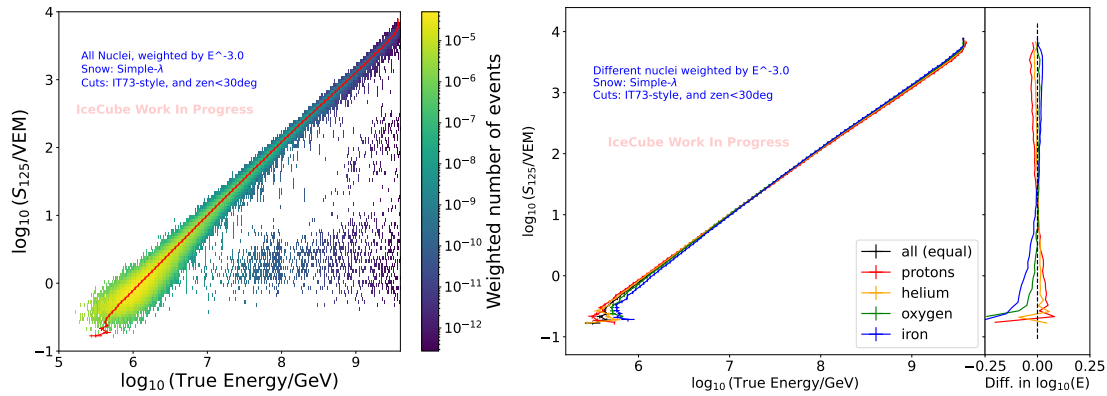 All Nuclei, weighted by E^-3.0
Snow: Simple-λ
Cuts: IT73-style, and zen<30deg
IceCube Work In Progress
log₁₀(S₁₂₅/VEM)
4
3
2
1
0
−1
5
6
7
8
9
log₁₀(True Energy/GeV)
10⁻⁵
10⁻⁶
10⁻⁷
10⁻⁸
10⁻⁹
10⁻¹⁰
10⁻¹¹
10⁻¹²
Weighted number of events
Different nuclei weighted by E^-3.0
Snow: Simple-λ
Cuts: IT73-style, and zen<30deg
IceCube Work In Progress
log₁₀(S₁₂₅/VEM)
4
3
2
1
0
−1
6
7
8
9
log₁₀(True Energy/GeV)
all (equal)
protons
helium
oxygen
iron
−0.25
0.00
0.25
Diff. in log₁₀(E)